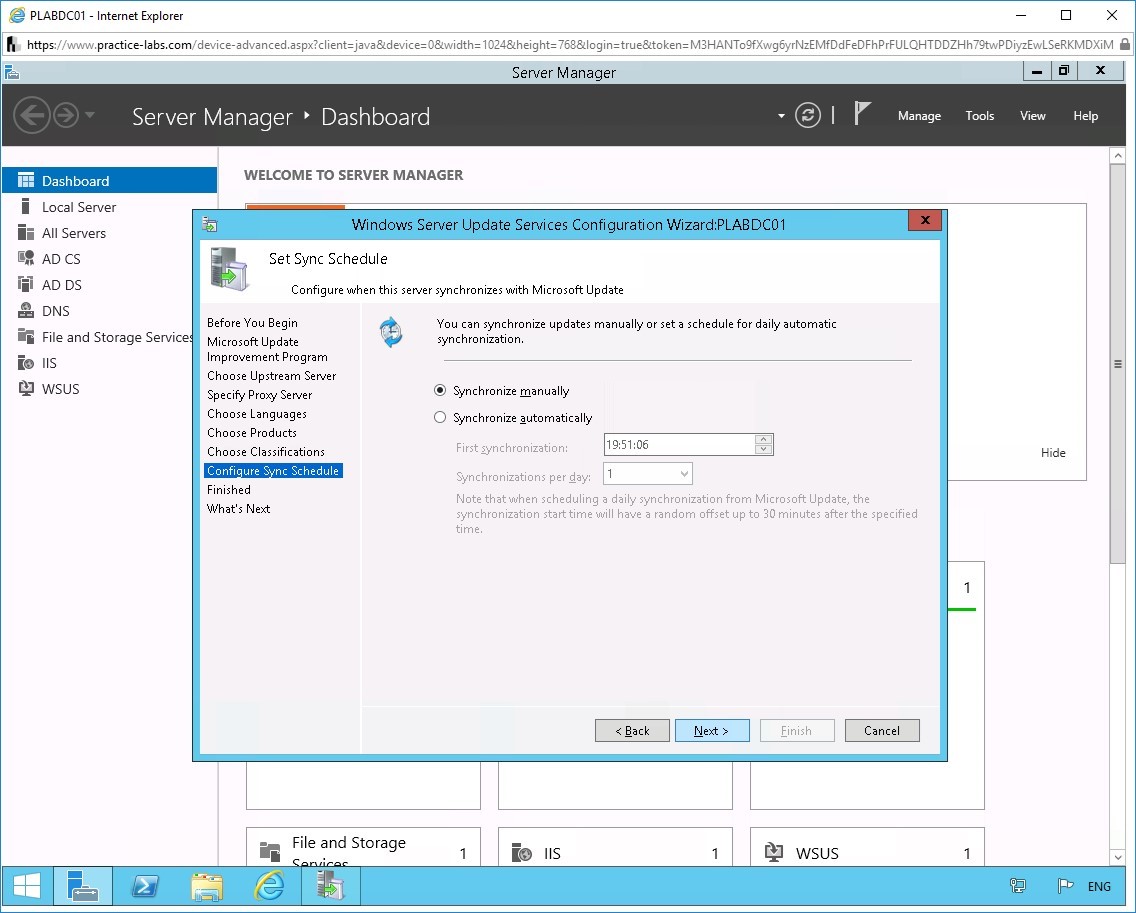 PLABDC01 - Internet Explorer
https://www.practice-labs.com/device-advanced.aspx?client=java&device=0&width=1024&height=768&login=true&token=M3HANTo9fXwg6yrNzEMfDdFeDFhPrFULQHTDDZHh79twPDiyzEwLSeRKMDXiM
Server Manager
Server Manager Dashboard
Manage Tools View Help
Dashboard
Local Server
All Servers
AD CS
AD DS
DNS
File and Storage Services
IIS
WSUS
WELCOME TO SERVER MANAGER
Windows Server Update Services Configuration Wizard:PLABDC01
Set Sync Schedule
Configure when this server synchronizes with Microsoft Update
Before You Begin
Microsoft Update
Improvement Program
Choose Upstream Server
Specify Proxy Server
Choose Languages
Choose Products
Choose Classifications
Configure Sync Schedule
Finished
What's Next
You can synchronize updates manually or set a schedule for daily automatic
synchronization.
Synchronize manually
Synchronize automatically
First synchronization: 19:51:06
Synchronizations per day: 1
Note that when scheduling a daily synchronization from Microsoft Update, the
synchronization start time will have a random offset up to 30 minutes after the specified
time.
< Back Next > Finish Cancel
Hide
1
File and Storage
Services
1
IIS 1
WSUS 1
ENG